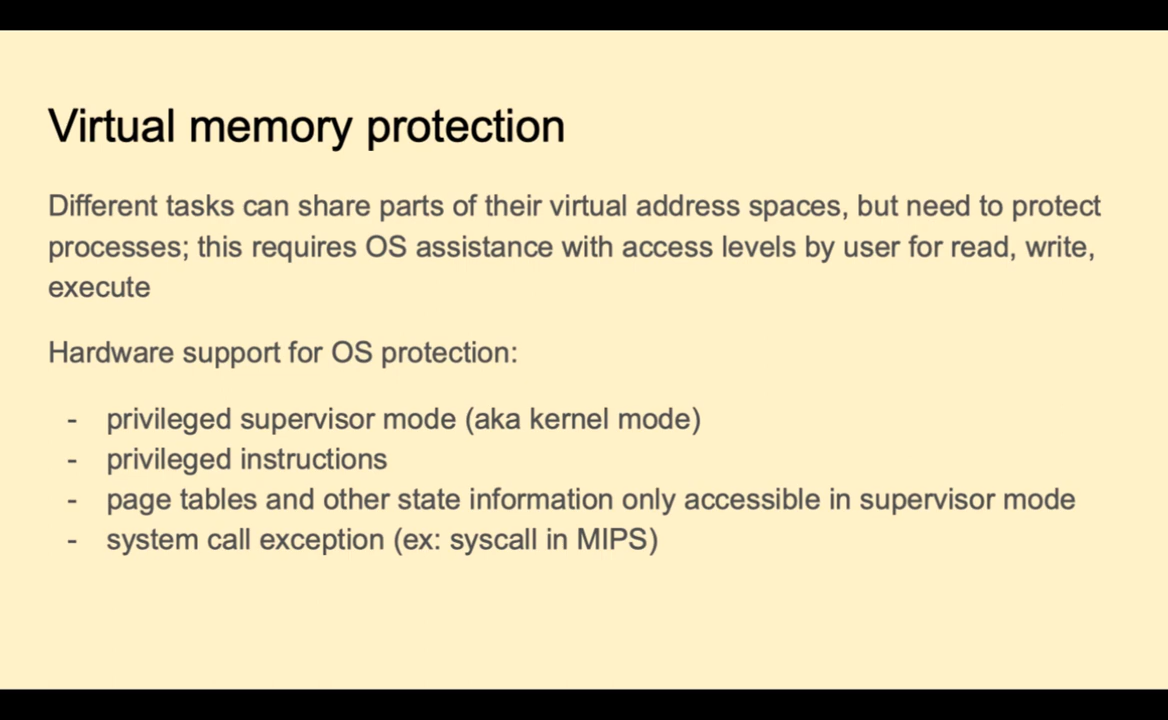 Virtual memory protection
Different tasks can share parts of their virtual address spaces, but need to protect
processes; this requires OS assistance with access levels by user for read, write,
execute
Hardware support for OS protection:
- privileged supervisor mode (aka kernel mode)
- privileged instructions
- page tables and other state information only accessible in supervisor mode
- system call exception (ex: syscall in MIPS)